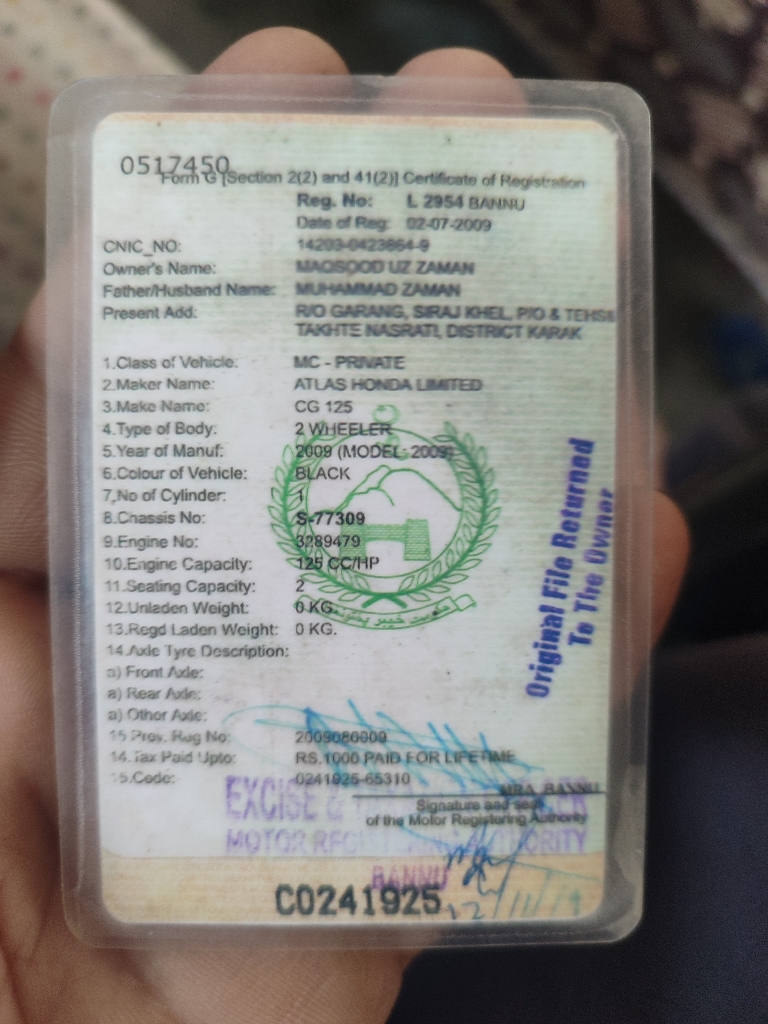 0517450
Form G [Section 2(2) and 41(2)] Certificate of Registration
Reg. No: L 2954 BANNU
Date of Reg: 02-07-2009
CNIC_NO: 14203-0423864-9
Owner's Name: MAQSOOD UZ ZAMAN
Father/Husband Name: MUHAMMAD ZAMAN
Present Add: R/O GARANG, SIRAJ KHEL, P/O & TEHSIL
TAKHTE NASRATI, DISTRICT KARAK
1.Class of Vehicle: MC - PRIVATE
2.Maker Name: ATLAS HONDA LIMITED
3.Make Name: CG 125
4.Type of Body: 2 WHEELER
5.Year of Manuf: 2009 (MODEL: 2009)
6.Colour of Vehicle: BLACK
7,No of Cylinder: 1
8.Chassis No: S-77309
9.Engine No: 3289479
10.Engine Capacity: 125 CC/HP
11.Seating Capacity: 2
12.Unladen Weight: 0 KG.
13.Regd Laden Weight: 0 KG.
14.Axle Tyre Description:
a) Front Axle:
a) Rear Axle:
a) Other Axle:
15 Prev. Reg No: 2009086009
14.Tax Paid Upto: RS.1000 PAID FOR LIFETIME
15.Code: 0241925-65310
MRA BANNU
Signature and seal
of the Motor Registering Authority
حکومت خیبر پختونخوا
Original File Returned
To The Owner
EXCISE &
MOTOR AUTHORITY
BANNU
C0241925